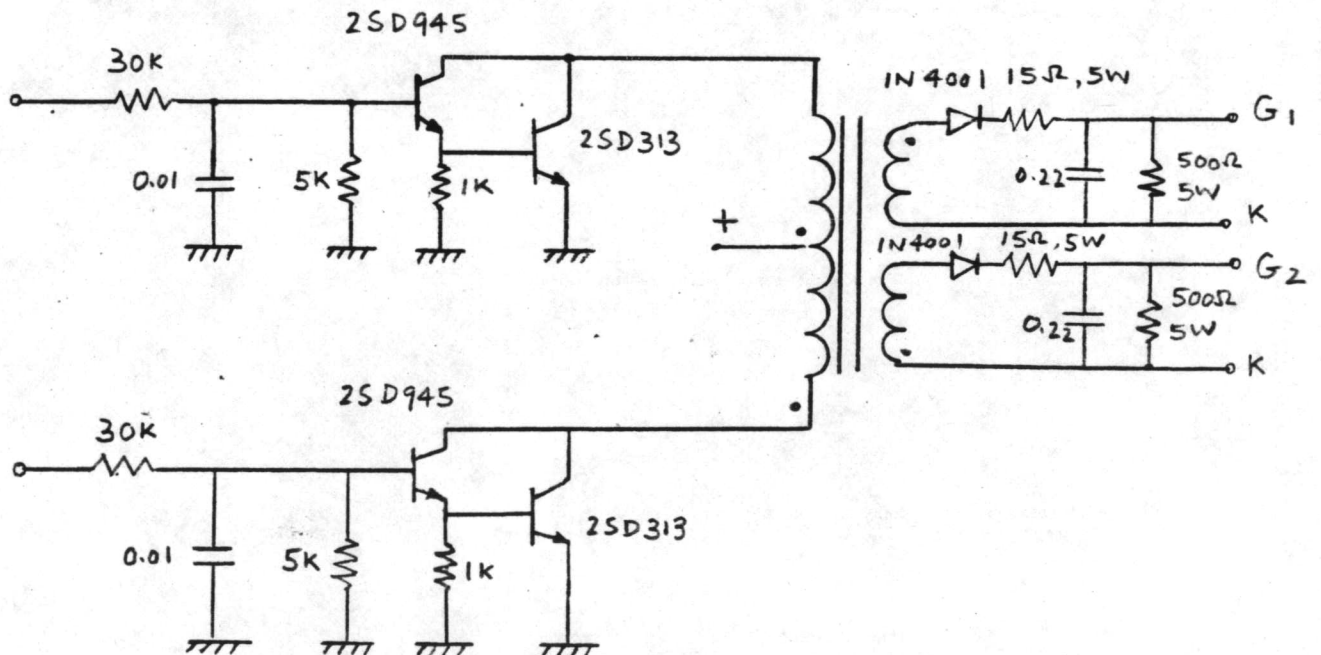 2SD945
30K
0.01
5K
1K
2SD313
+
1N4001 15Ω, 5W
0.22
500Ω
5W
G1
K
1N4001 15Ω, 5W
0.22
500Ω
5W
G2
K
2SD945
30K
0.01
5K
1K
2SD313